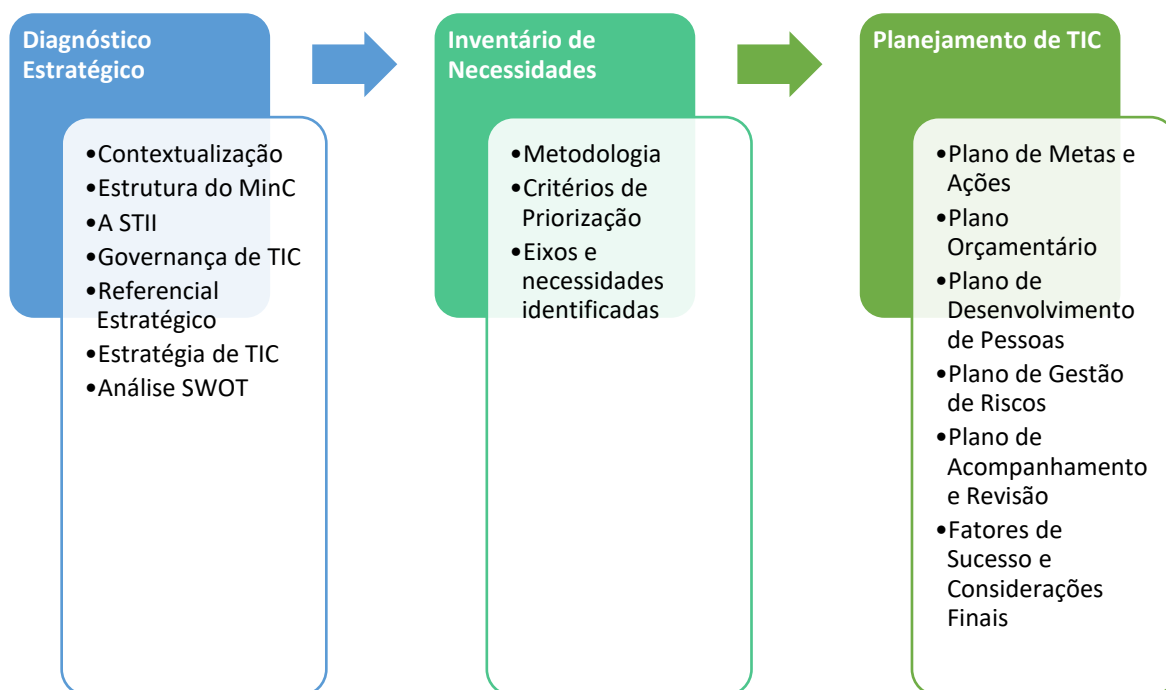 Diagnóstico
Estratégico
•Contextualização
•Estrutura do MinC
•A STII
•Governança de TIC
•Referencial
Estratégico
•Estratégia de TIC
•Análise SWOT
Inventário de
Necessidades
•Metodologia
•Critérios de
Priorização
•Eixos e
necessidades
identificadas
Planejamento de TIC
•Plano de Metas e
Ações
•Plano
Orçamentário
•Plano de
Desenvolvimento
de Pessoas
•Plano de Gestão
de Riscos
•Plano de
Acompanhamento
e Revisão
•Fatores de
Sucesso e
Considerações
Finais